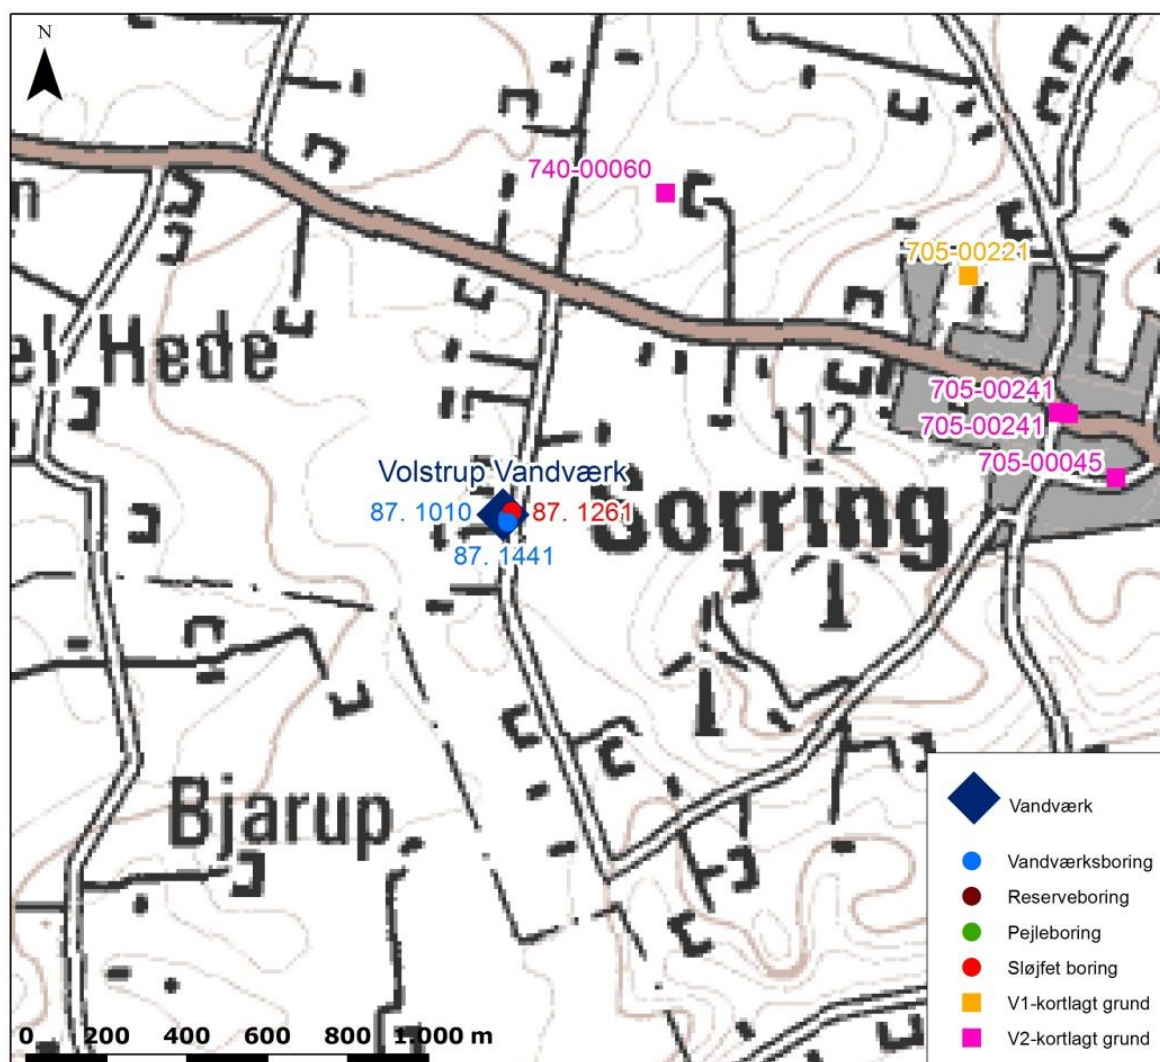 N
740-00060
n
705-00221
el Hede
705-00241
112
705-00241
Volstrup Vandværk
705-00045
87. 1010
87. 1261
Sorring
87. 1441
Bjarup
Vandværk
Vandværksboring
Reserveboring
Pejleboring
Sløjfet boring
V1-kortlagt grund
V2-kortlagt grund
0 200 400 600 800 1.000 m